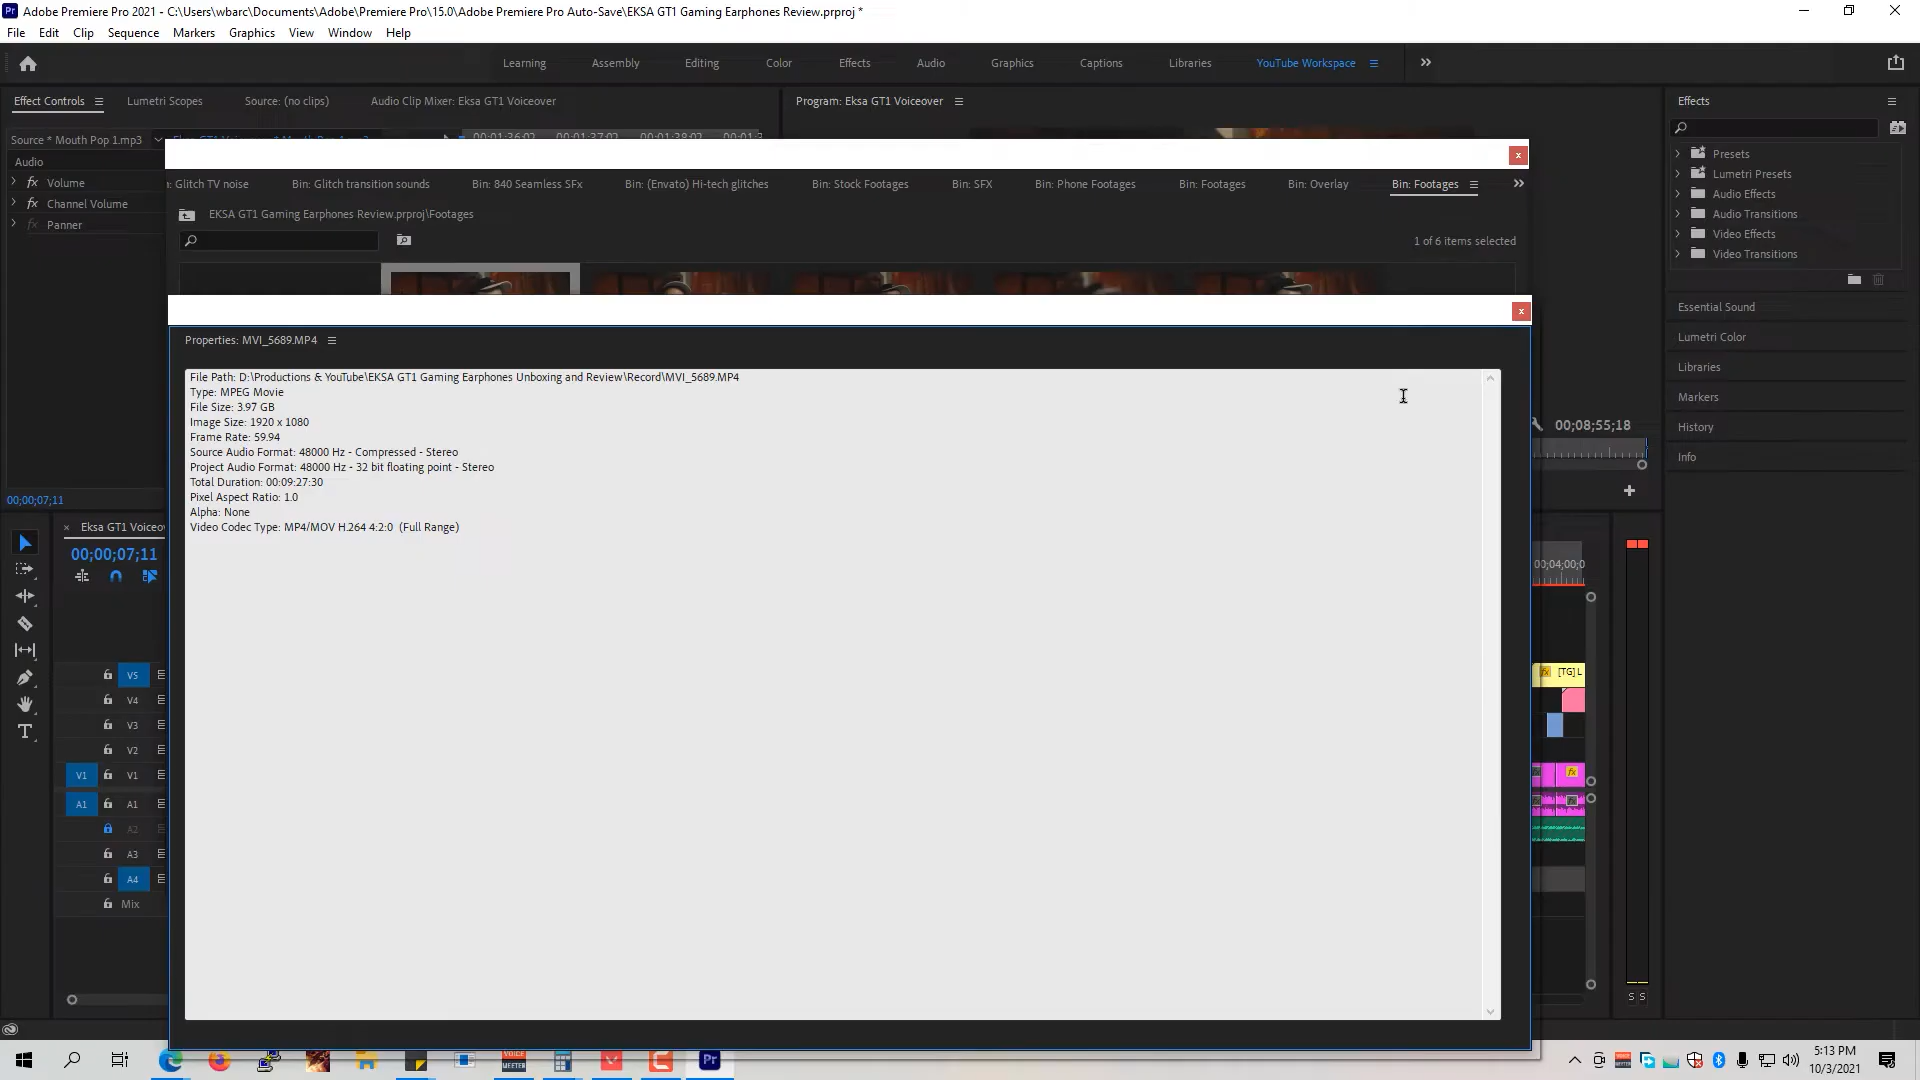 Adobe Premiere Pro 2021 - C:\Users\wbarc\Documents\Adobe\Premiere Pro\15.0\Adobe Premiere Pro Auto-Save\EKSA GT1 Gaming Earphones Review.prproj *
File Edit Clip Sequence Markers Graphics View Window Help
Learning Assembly Editing Color Effects Audio Graphics Captions Libraries YouTube Workspace
Effect Controls Lumetri Scopes Source: (no clips) Audio Clip Mixer: Eksa GT1 Voiceover Program: Eksa GT1 Voiceover Effects
Source * Mouth Pop 1.mp3
Audio
fx Volume
fx Channel Volume
fx Panner
Glitch TV noise Bin: Glitch transition sounds Bin: 840 Seamless SFx Bin: (Envato) Hi-tech glitches Bin: Stock Footages Bin: SFX Bin: Phone Footages Bin: Footages Bin: Overlay Bin: Footages
EKSA GT1 Gaming Earphones Review.prproj\Footages
1 of 6 items selected
Presets
Lumetri Presets
Audio Effects
Audio Transitions
Video Effects
Video Transitions
Essential Sound
Lumetri Color
Libraries
Markers
History
Info
Properties: MVI_5689.MP4
File Path: D:\Productions & YouTube\EKSA GT1 Gaming Earphones Unboxing and Review\Record\MVI_5689.MP4
Type: MPEG Movie
File Size: 3.97 GB
Image Size: 1920 x 1080
Frame Rate: 59.94
Source Audio Format: 48000 Hz - Compressed - Stereo
Project Audio Format: 48000 Hz - 32 bit floating point - Stereo
Total Duration: 00:09:27:30
Pixel Aspect Ratio: 1.0
Alpha: None
Video Codec Type: MP4/MOV H.264 4:2:0 (Full Range)
00;08;55;18
00;00;07;11
Eksa GT1 Voiceov
00;00;07;11
00;04;00;0
V5
V4
V3
V2
V1 V1
A1 A1
A2
A3
A4
Mix
fx [TG] L
fx
S S
5:13 PM
10/3/2021